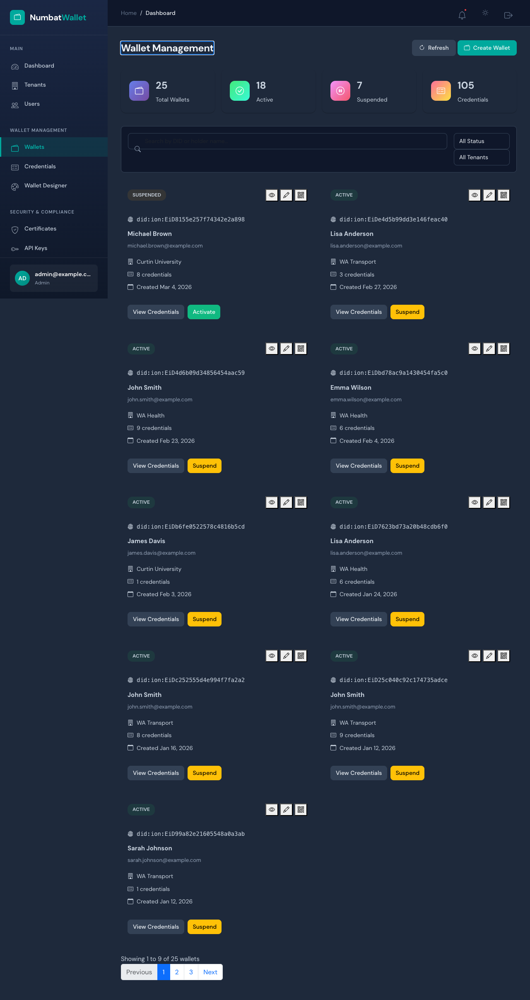 NumbatWallet
Home / Dashboard
MAIN
Dashboard
Tenants
Users
WALLET MANAGEMENT
Wallets
Credentials
Wallet Designer
SECURITY & COMPLIANCE
Certificates
API Keys
AD
admin@example.c...
Admin
Wallet Management
Refresh
Create Wallet
25
Total Wallets
18
Active
7
Suspended
105
Credentials
Search by DID or holder name...
All Status
All Tenants
SUSPENDED
did:ion:EiD8155e257f74342e2a898
Michael Brown
michael.brown@example.com
Curtin University
8 credentials
Created Mar 4, 2026
View Credentials
Activate
ACTIVE
did:ion:EiDe4d5b99dd3e146feac40
Lisa Anderson
lisa.anderson@example.com
WA Transport
3 credentials
Created Feb 27, 2026
View Credentials
Suspend
ACTIVE
did:ion:EiD4d6b09d34856454aac59
John Smith
john.smith@example.com
WA Health
9 credentials
Created Feb 23, 2026
View Credentials
Suspend
ACTIVE
did:ion:EiDbd78ac9a1430454fa5c0
Emma Wilson
emma.wilson@example.com
WA Health
6 credentials
Created Feb 4, 2026
View Credentials
Suspend
ACTIVE
did:ion:EiDb6fe0522578c4816b5cd
James Davis
james.davis@example.com
Curtin University
1 credentials
Created Feb 3, 2026
View Credentials
Suspend
ACTIVE
did:ion:EiD7623bd73a20b48cdb6f0
Lisa Anderson
lisa.anderson@example.com
WA Health
6 credentials
Created Jan 24, 2026
View Credentials
Suspend
ACTIVE
did:ion:EiDc252555d4e994f7fa2a2
John Smith
john.smith@example.com
WA Transport
8 credentials
Created Jan 16, 2026
View Credentials
Suspend
ACTIVE
did:ion:EiD25c040c92c174735adce
John Smith
john.smith@example.com
WA Transport
9 credentials
Created Jan 12, 2026
View Credentials
Suspend
ACTIVE
did:ion:EiD99a82e21605548a0a3ab
Sarah Johnson
sarah.johnson@example.com
WA Transport
1 credentials
Created Jan 12, 2026
View Credentials
Suspend
Showing 1 to 9 of 25 wallets
Previous 1 2 3 Next